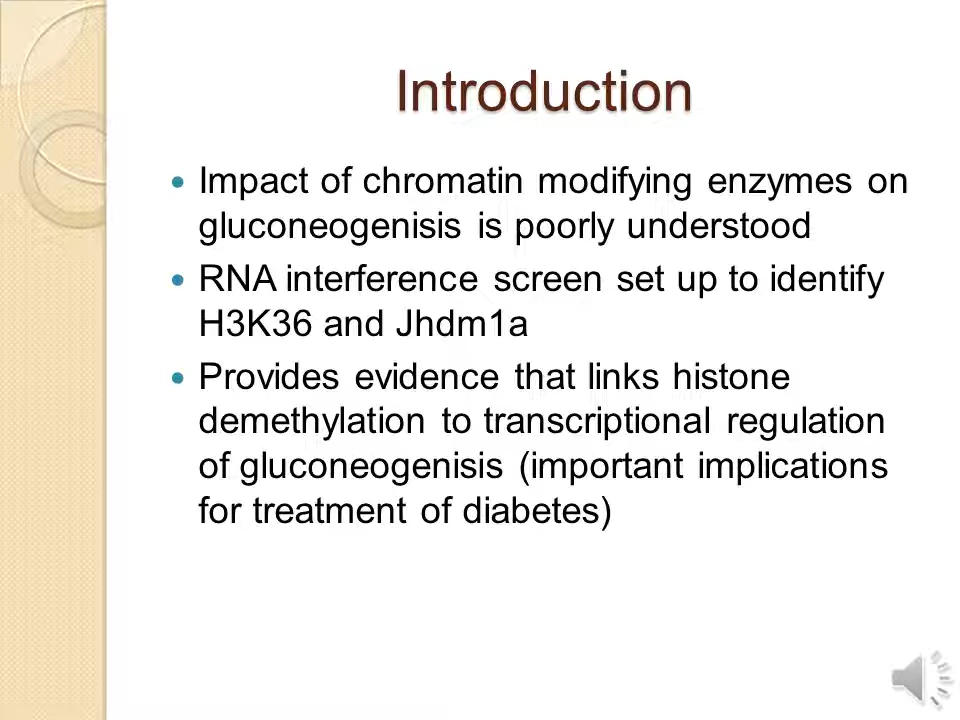 Introduction
• Impact of chromatin modifying enzymes on
gluconeogenisis is poorly understood
• RNA interference screen set up to identify
H3K36 and Jhdm1a
• Provides evidence that links histone
demethylation to transcriptional regulation
of gluconeogenisis (important implications
for treatment of diabetes)